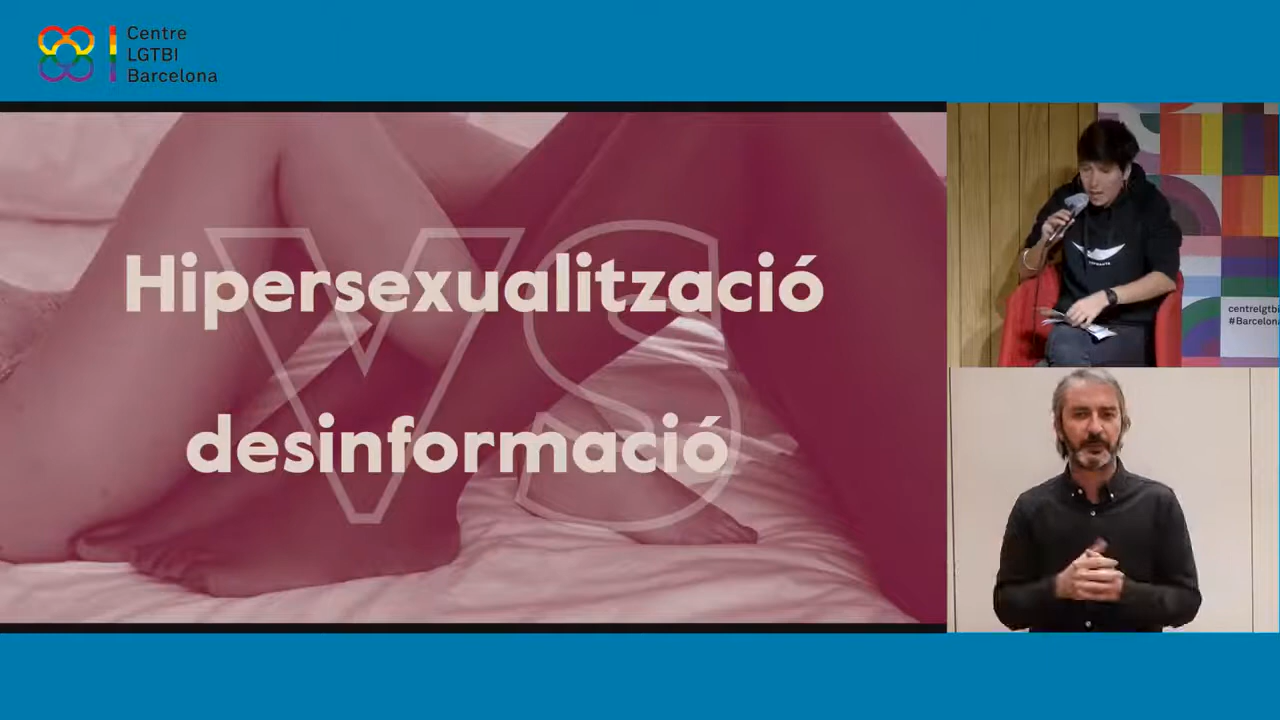 Centre
LGTBI
Barcelona
Hipersexualització
VS
desinformació
centrelgtbi
#Barcelona